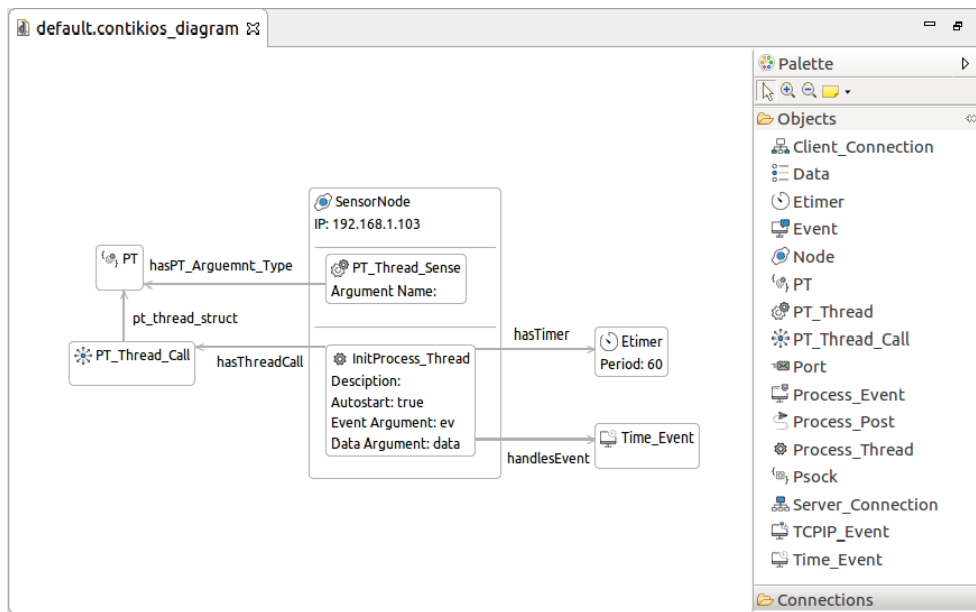 default.contikios_diagram
SensorNode
IP: 192.168.1.103
PT
hasPT_Arguemnt_Type
PT_Thread_Sense
Argument Name:
pt_thread_struct
PT_Thread_Call
hasThreadCall
InitProcess_Thread
Desciption:
Autostart: true
Event Argument: ev
Data Argument: data
hasTimer
Etimer
Period: 60
handlesEvent
Time_Event
Palette
Objects
Client_Connection
Data
Etimer
Event
Node
PT
PT_Thread
PT_Thread_Call
Port
Process_Event
Process_Post
Process_Thread
Psock
Server_Connection
TCPIP_Event
Time_Event
Connections